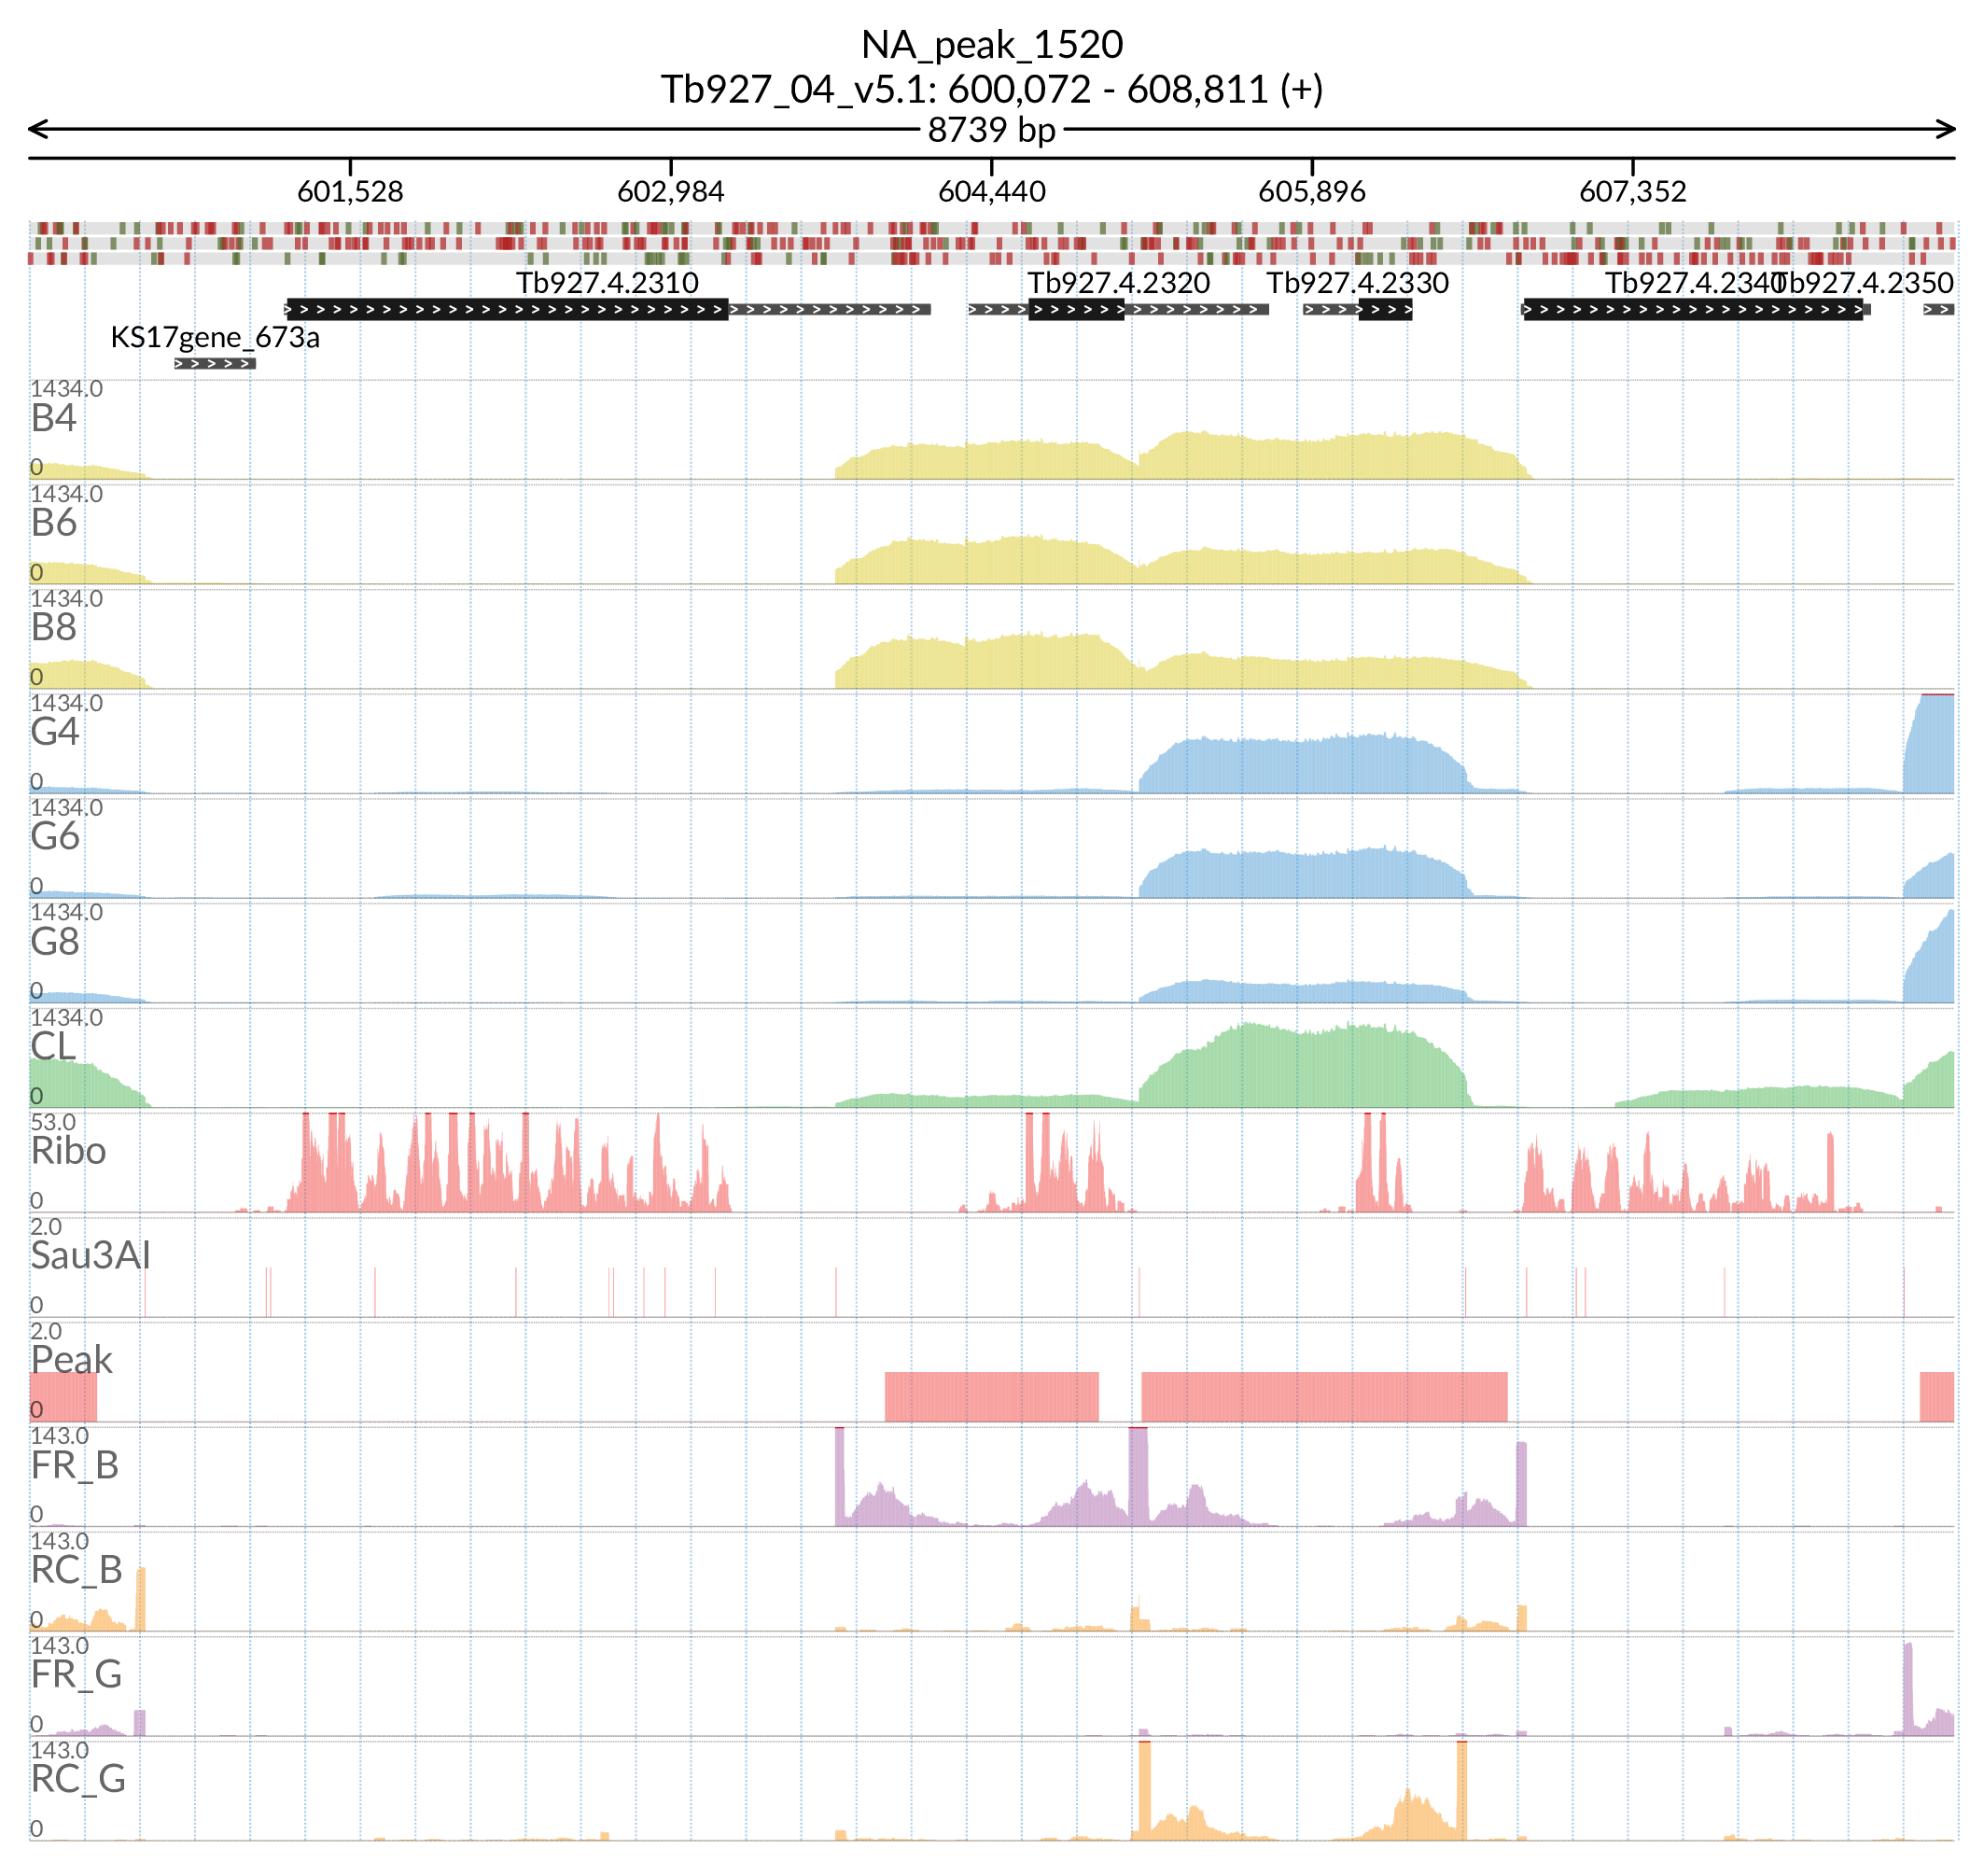 NA_peak_1520
Tb927_04_v5.1: 600,072 - 608,811 (+)
8739 bp
601,528 602,984 604,440 605,896 607,352
Tb927.4.2310 Tb927.4.2320 Tb927.4.2330 Tb927.4.2340 Tb927.4.2350
KS17gene_673a
1434.0
B4
0
1434.0
B6
0
1434.0
B8
0
1434.0
G4
0
1434.0
G6
0
1434.0
G8
0
1434.0
CL
0
53.0
Ribo
0
2.0
Sau3AI
0
2.0
Peak
0
143.0
FR_B
0
143.0
RC_B
0
143.0
FR_G
0
143.0
RC_G
0